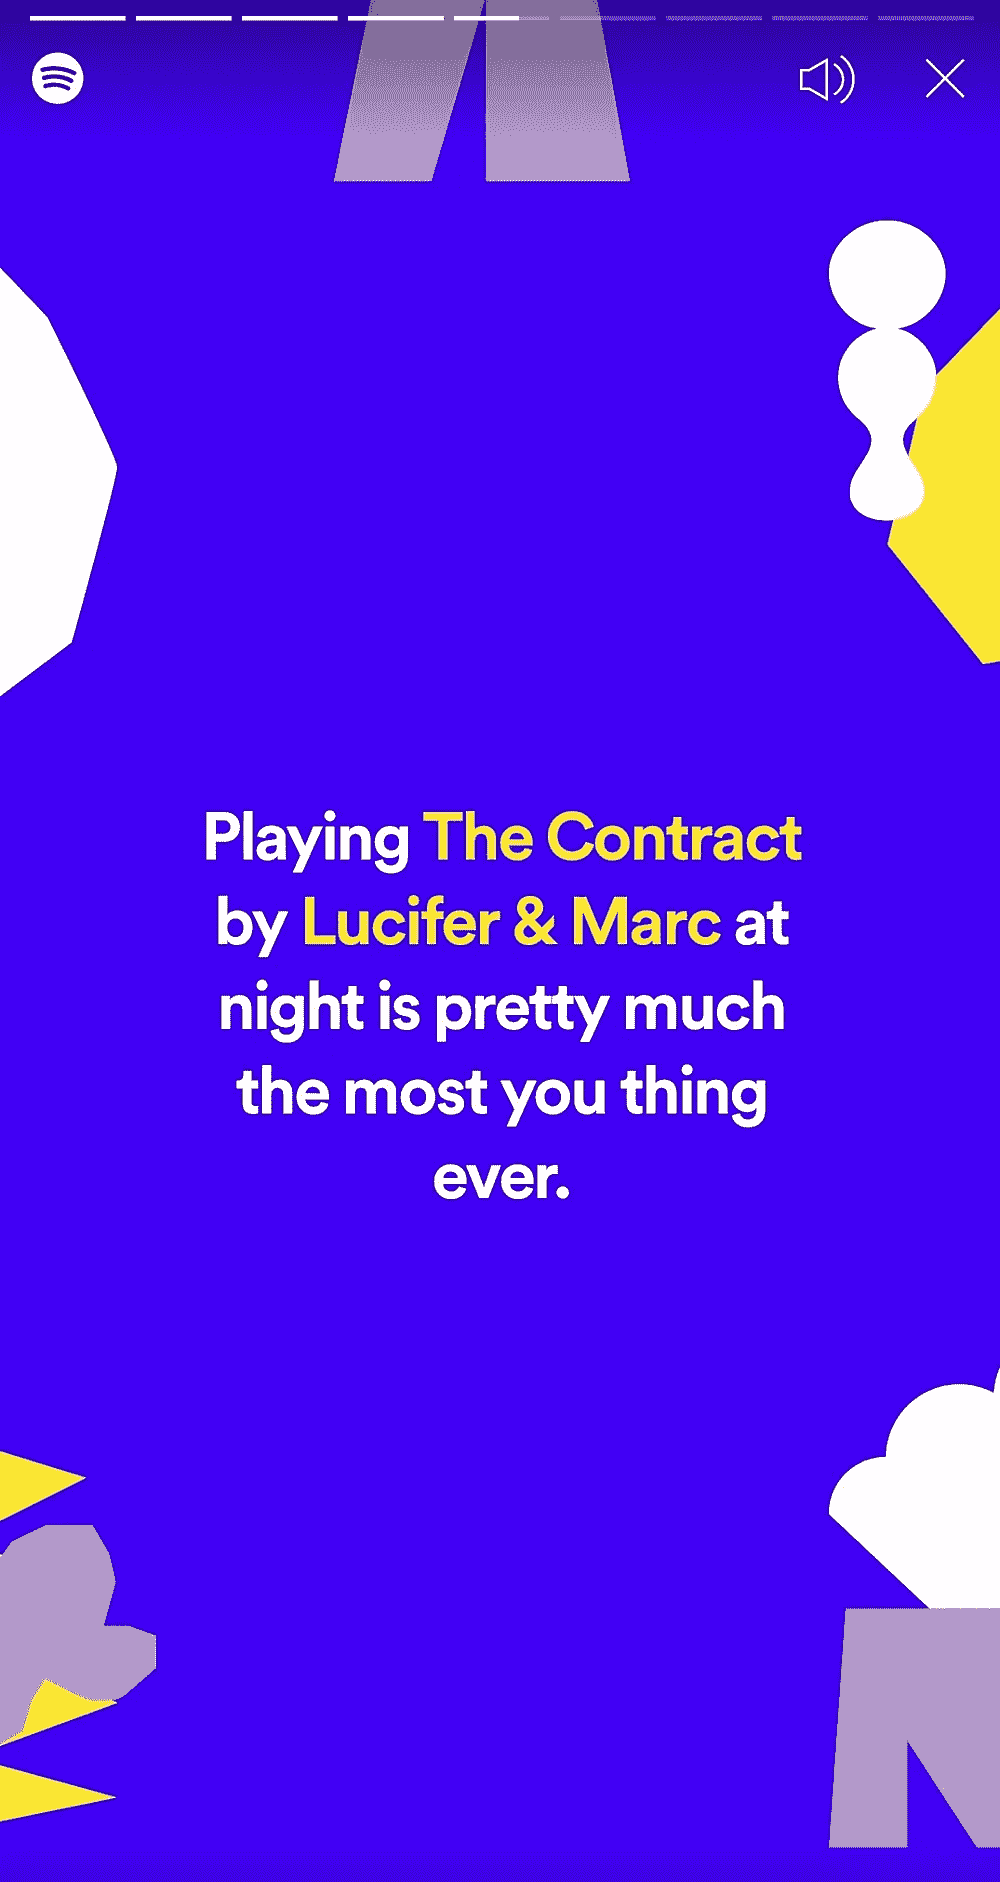 Playing The Contract
by Lucifer & Marc at
night is pretty much
the most you thing
ever.